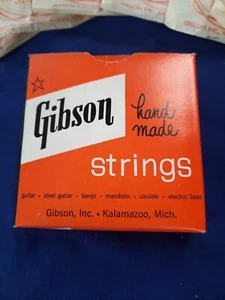 Gibson
hand
made
strings
guitar • steel guitar • banjo • mandolin • ukulele • electric bass
Gibson, Inc. • Kalamazoo, Mich.